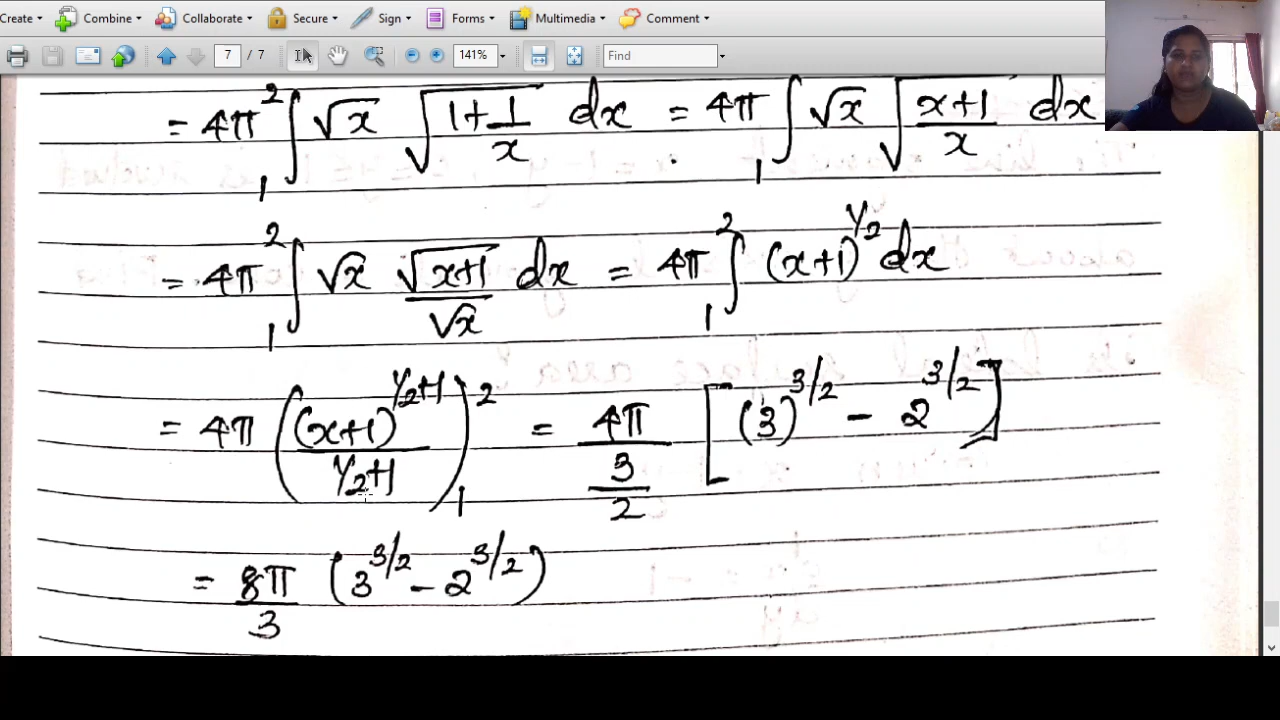 Create Combine Collaborate Secure Sign Forms Multimedia Comment
7 / 7 141% Find
= 4π ∫₁² √x √(1+1/x) dx = 4π ∫₁ √x √((x+1)/x) dx
= 4π ∫₁² √x √(x+1)/√x dx = 4π ∫₁² (x+1)^(1/2) dx
= 4π ((x+1)^(1/2+1)/(1/2+1))₁² = 4π/(3/2) [(3)^(3/2) − 2^(3/2)]
= 8π/3 (3^(3/2) − 2^(3/2))